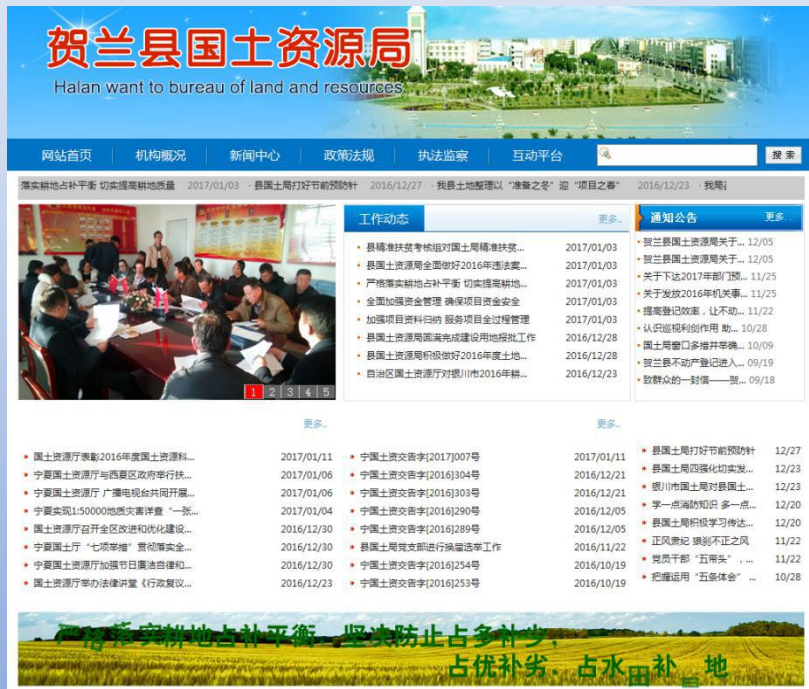 贺兰县国土资源局
Halan want to bureau of land and resources
网站首页 机构概况 新闻中心 政策法规 执法监察 互动平台 搜 索
落实耕地占补平衡 切实提高耕地质量 2017/01/03 ·县国土局打好节前预防针 2016/12/27 ·我县土地整理以“准备之冬”迎“项目之春” 2016/12/23 ·我局
工作动态 更多..
县精准扶贫考核组对国土局精准扶贫... 2017/01/03
县国土资源局全面做好2016年违法案... 2017/01/03
严格落实耕地占补平衡 切实提高耕地... 2017/01/03
全面加强资金管理 确保项目资金安全 2017/01/03
加强项目资料归纳 服务项目全过程管理 2017/01/03
县国土资源局圆满完成建设用地报批工作 2016/12/28
县国土资源局积极做好2016年度土地... 2016/12/28
自治区国土资源厅对银川市2016年耕... 2016/12/23
通知公告 更多..
贺兰县国土资源局关于... 12/05
贺兰县国土资源局关于... 12/05
关于下达2017年部门预... 11/25
关于发放2016年机关事... 11/25
提高登记效率，让不动... 11/22
认识巡视利剑作用 助... 10/28
国土局窗口多措并举确... 10/09
贺兰县不动产登记进入... 09/19
致群众的一封信——贺... 09/18
1 2 3 4 5
更多..
国土资源厅表彰2016年度国土资源科... 2017/01/11
宁夏国土资源厅与西夏区政府举行扶... 2017/01/06
宁夏国土资源厅 广播电视台共同开展... 2017/01/06
宁夏实现1:50000地质灾害详查“一张... 2017/01/04
国土资源厅召开全区改进和优化建设... 2016/12/30
宁夏国土厅“七项举措”贯彻落实全... 2016/12/30
宁夏国土资源厅加强节日廉洁自律和... 2016/12/30
国土资源厅举办法律讲堂《行政复议... 2016/12/23
更多..
宁国土资交告字[2017]007号 2017/01/11
宁国土资交告字[2016]304号 2016/12/21
宁国土资交告字[2016]303号 2016/12/21
宁国土资交告字[2016]290号 2016/12/05
宁国土资交告字[2016]289号 2016/12/05
县国土局党支部进行换届选举工作 2016/11/22
宁国土资交告字[2016]254号 2016/10/19
宁国土资交告字[2016]253号 2016/10/19
县国土局打好节前预防针 12/27
县国土局四强化切实发... 12/23
银川市国土局对县国土... 12/23
学一点消防知识 多一点... 12/20
县国土局积极学习传达... 12/20
正风肃纪 狠刹不正之风 11/22
党员干部“五带头”，... 11/22
把握运用“五条体会”... 10/28
严格落实耕地占补平衡 坚决防止占多补少，
占优补劣、占水田补 地